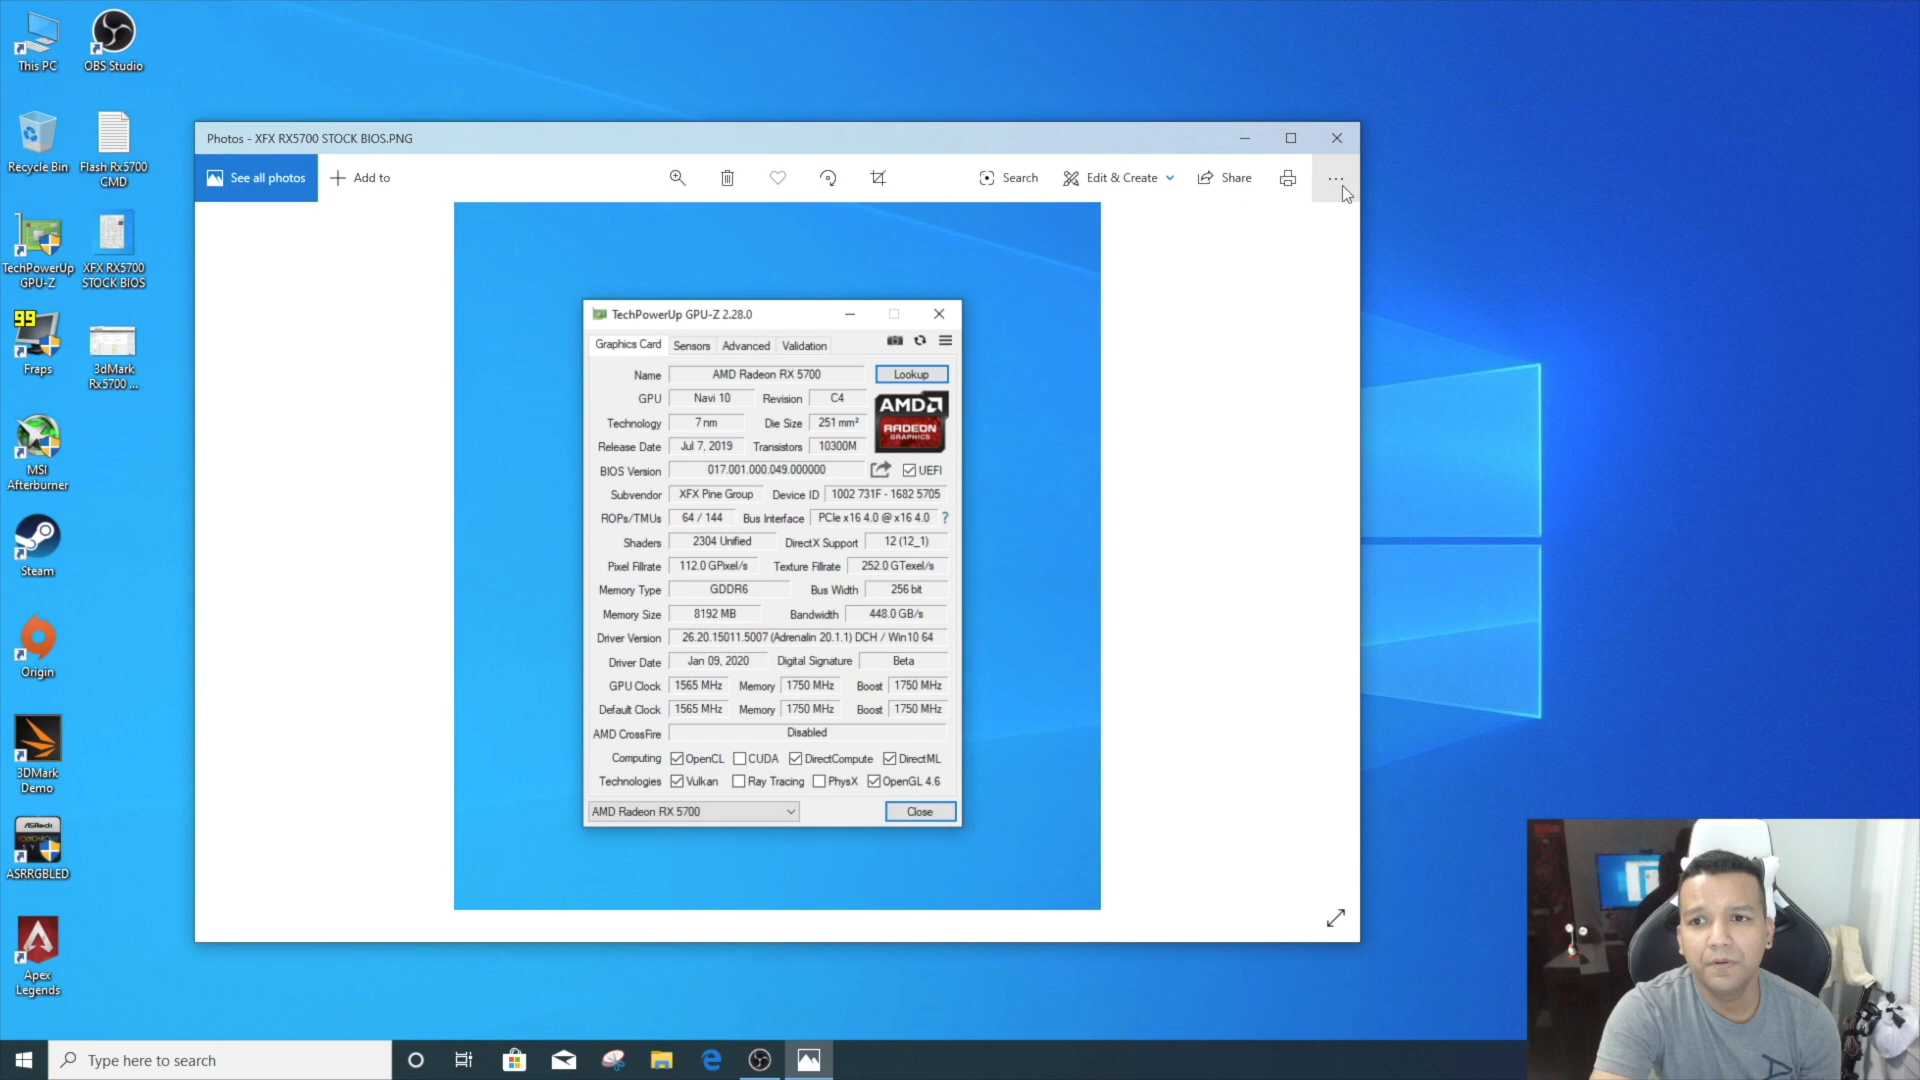 This PC
OBS Studio
Recycle Bin
Flash Rx5700
CMD
TechPowerUp
GPU-Z
XFX RX5700
STOCK BIOS
99
Fraps
3dMark
Rx5700 ...
MSI
Afterburner
Steam
Origin
3DMark
Demo
ASRock
ASRRGBLED
Apex
Legends
Photos - XFX RX5700 STOCK BIOS.PNG
See all photos
Add to
Search
Edit & Create
Share
TechPowerUp GPU-Z 2.28.0
Graphics Card Sensors Advanced Validation
Name AMD Radeon RX 5700 Lookup
GPU Navi 10 Revision C4
AMD
RADEON
GRAPHICS
Technology 7 nm Die Size 251 mm²
Release Date Jul 7, 2019 Transistors 10300M
BIOS Version 017.001.000.049.000000 UEFI
Subvendor XFX Pine Group Device ID 1002 731F - 1682 5705
ROPs/TMUs 64 / 144 Bus Interface PCIe x16 4.0 @ x16 4.0 ?
Shaders 2304 Unified DirectX Support 12 (12_1)
Pixel Fillrate 112.0 GPixel/s Texture Fillrate 252.0 GTexel/s
Memory Type GDDR6 Bus Width 256 bit
Memory Size 8192 MB Bandwidth 448.0 GB/s
Driver Version 26.20.15011.5007 (Adrenalin 20.1.1) DCH / Win10 64
Driver Date Jan 09, 2020 Digital Signature Beta
GPU Clock 1565 MHz Memory 1750 MHz Boost 1750 MHz
Default Clock 1565 MHz Memory 1750 MHz Boost 1750 MHz
AMD CrossFire Disabled
Computing OpenCL CUDA DirectCompute DirectML
Technologies Vulkan Ray Tracing PhysX OpenGL 4.6
AMD Radeon RX 5700 Close
Type here to search